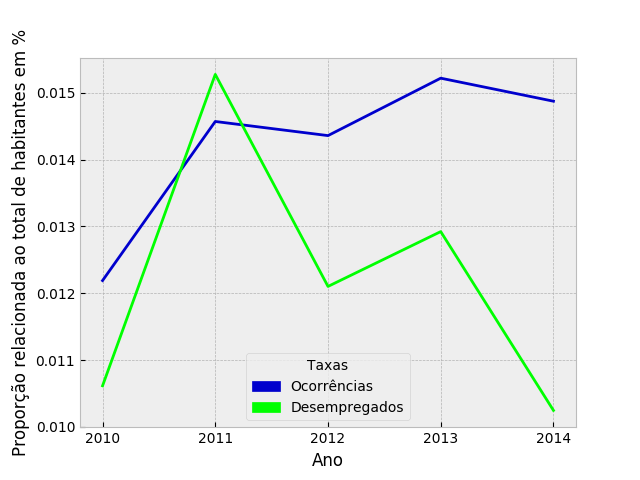 Proporção relacionada ao total de habitantes em %
0.015
0.014
0.013
0.012
0.011
0.010
Taxas
Ocorrências
Desempregados
2010 2011 2012 2013 2014
Ano